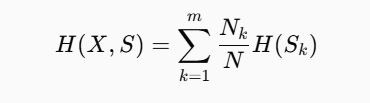 H(X, S) = \sum_{k=1}^{m} \frac{N_k}{N} H(S_k)